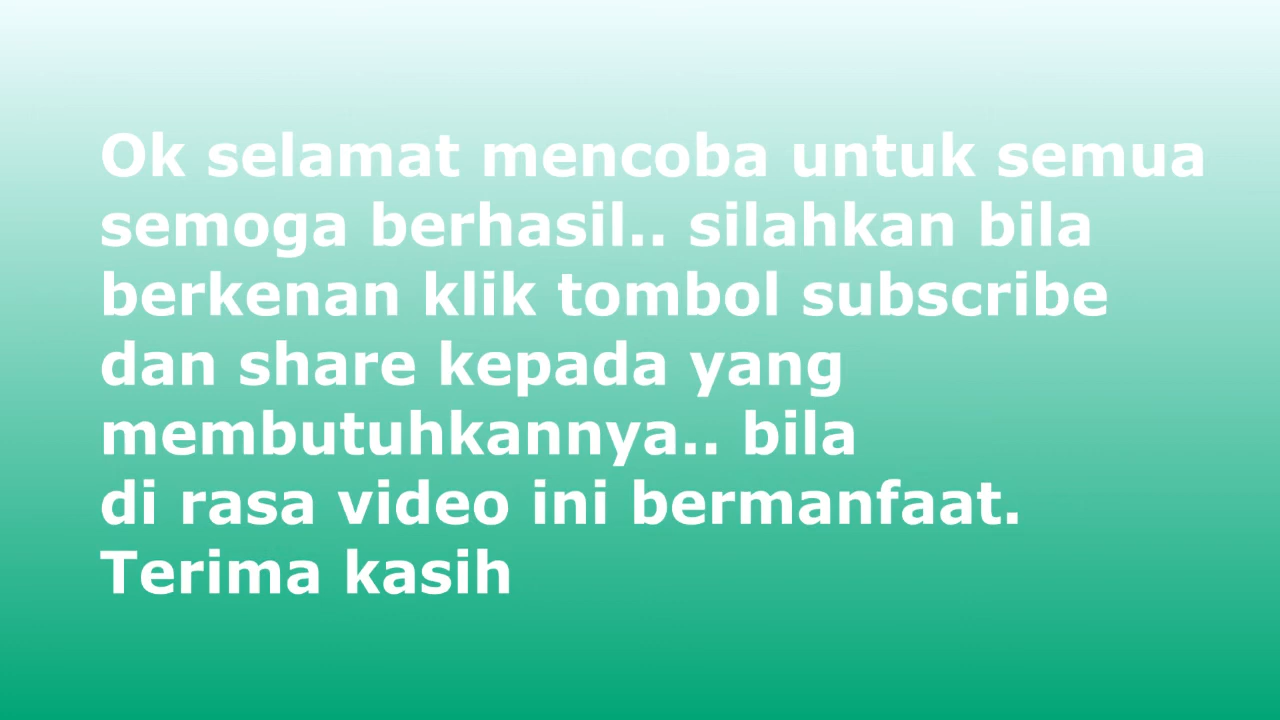 Ok selamat mencoba untuk semua
semoga berhasil.. silahkan bila
berkenan klik tombol subscribe
dan share kepada yang
membutuhkannya.. bila
di rasa video ini bermanfaat.
Terima kasih